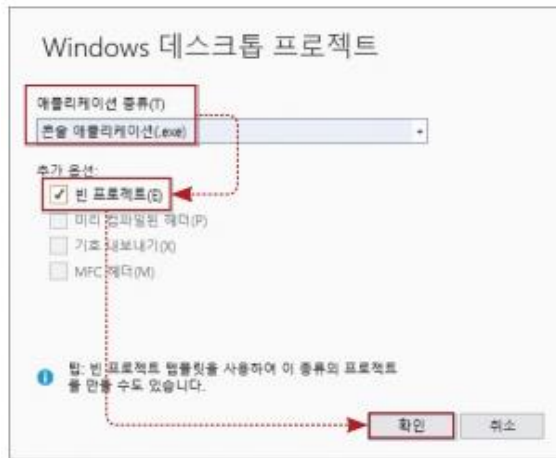 Windows 데스크톱 프로젝트
애플리케이션 종류(T)
콘솔 애플리케이션(.exe)
추가 옵션:
빈 프로젝트(E)
미리 컴파일된 헤더(P)
기호 내보내기(X)
MFC 헤더(M)
팁: 빈 프로젝트 템플릿을 사용하여 이 종류의 프로젝트
를 만들 수도 있습니다.
확인 취소